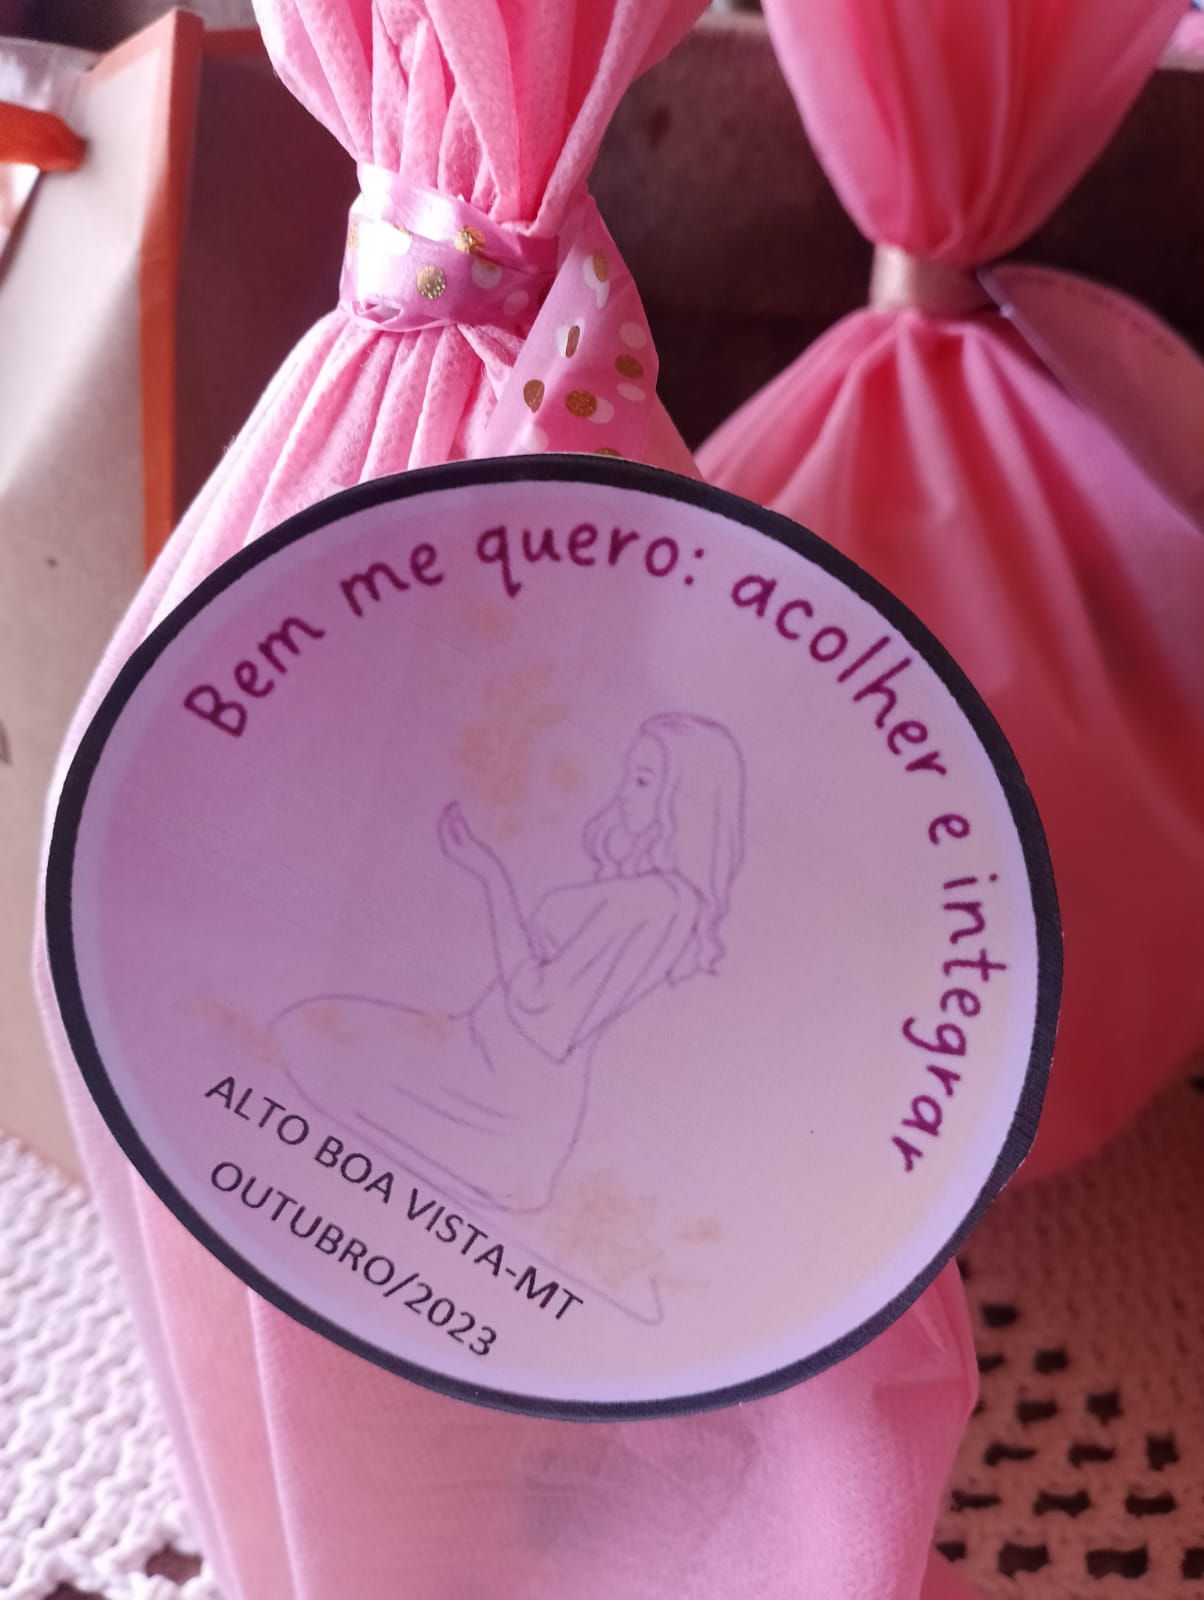 Bem me quero: acolher e integrar
ALTO BOA VISTA-MT
OUTUBRO/2023